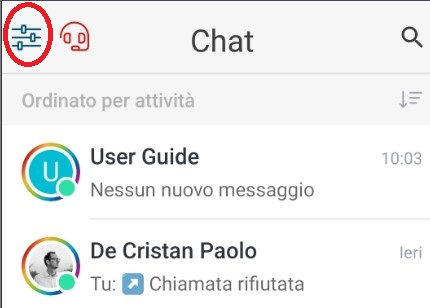 Chat
Ordinato per attività
User Guide
10:03
U
Nessun nuovo messaggio
De Cristan Paolo
Ieri
Tu: ↗ Chiamata rifiutata